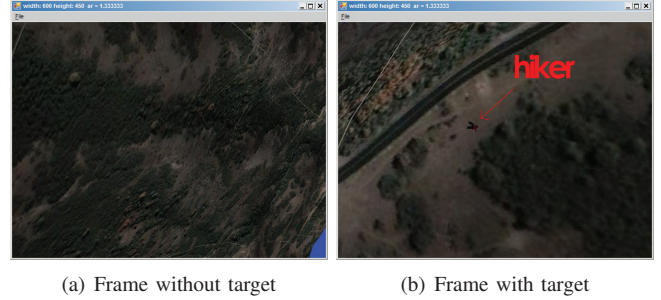 width: 600 height: 450 ar = 1.333333
File
width: 600 height: 450 ar = 1.333333
File
hiker
(a) Frame without target
(b) Frame with target